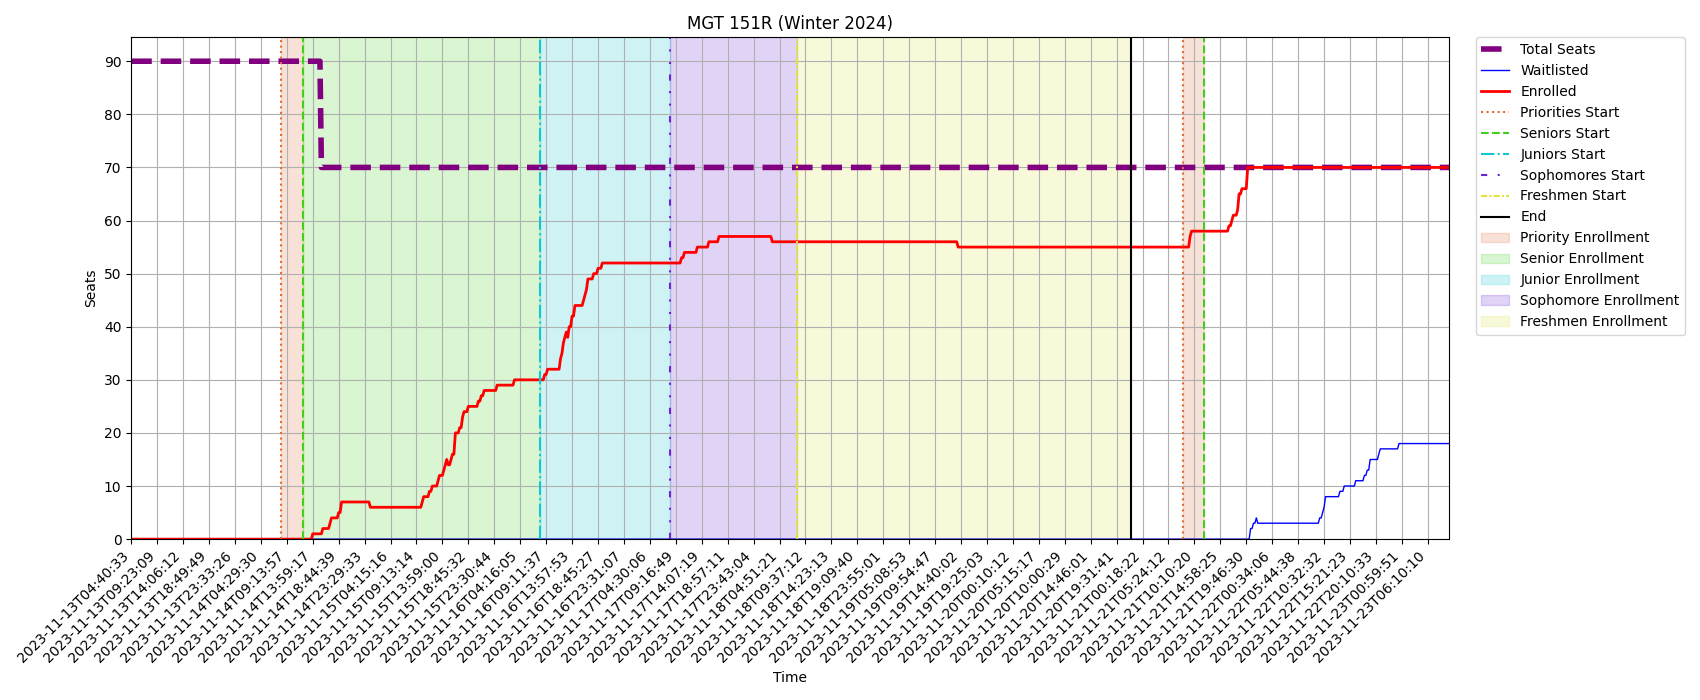 MGT 151R (Winter 2024)
Seats
90
80
70
60
50
40
30
20
10
0
2023-11-13T04:40:33
2023-11-13T09:23:09
2023-11-13T14:06:12
2023-11-13T18:49:49
2023-11-13T23:33:26
2023-11-14T04:29:30
2023-11-14T09:13:57
2023-11-14T13:59:17
2023-11-14T18:44:39
2023-11-14T23:29:33
2023-11-15T04:15:16
2023-11-15T09:13:14
2023-11-15T13:59:00
2023-11-15T18:45:32
2023-11-15T23:30:44
2023-11-16T04:16:05
2023-11-16T09:11:37
2023-11-16T13:57:53
2023-11-16T18:45:27
2023-11-16T23:31:07
2023-11-17T04:30:06
2023-11-17T09:16:49
2023-11-17T14:07:19
2023-11-17T18:57:11
2023-11-17T23:43:04
2023-11-18T04:51:21
2023-11-18T09:37:12
2023-11-18T14:23:13
2023-11-18T19:09:40
2023-11-18T23:55:01
2023-11-19T05:08:53
2023-11-19T09:54:47
2023-11-19T14:40:02
2023-11-19T19:25:03
2023-11-20T00:10:12
2023-11-20T05:15:17
2023-11-20T10:00:29
2023-11-20T14:46:01
2023-11-20T19:31:41
2023-11-21T00:18:22
2023-11-21T05:24:12
2023-11-21T10:10:20
2023-11-21T14:58:25
2023-11-21T19:46:30
2023-11-22T00:34:06
2023-11-22T05:44:38
2023-11-22T10:32:32
2023-11-22T15:21:23
2023-11-22T20:10:33
2023-11-23T00:59:51
2023-11-23T06:10:10
Time
Total Seats
Waitlisted
Enrolled
Priorities Start
Seniors Start
Juniors Start
Sophomores Start
Freshmen Start
End
Priority Enrollment
Senior Enrollment
Junior Enrollment
Sophomore Enrollment
Freshmen Enrollment